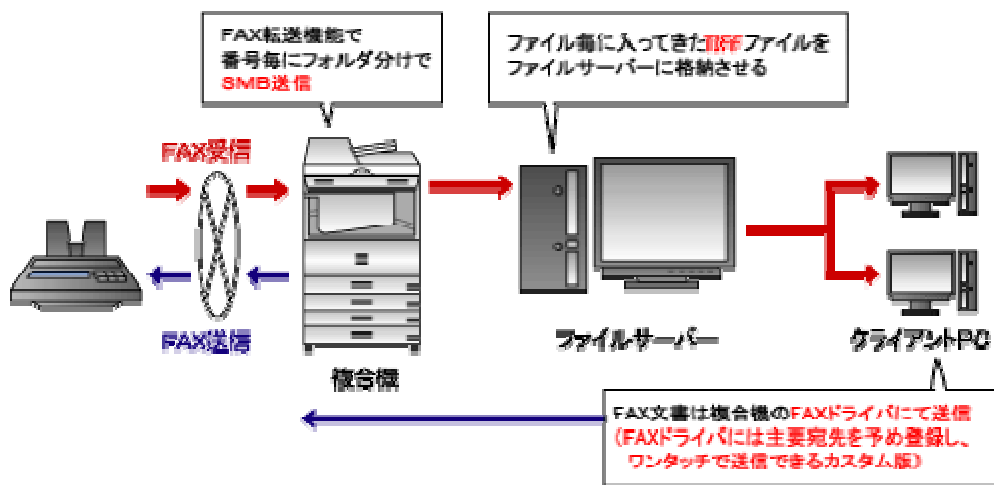 FAX転送機能で
番号毎にフォルダ分けで
SMB送信
ファイル毎に入ってきたTIFFファイルを
ファイルサーバーに格納させる
FAX受信
FAX送信
複合機
ファイルサーバー
クライアントPC
FAX文書は複合機のFAXドライバにて送信
(FAXドライバには主要宛先を予め登録し、
ワンタッチで送信できるカスタム版)